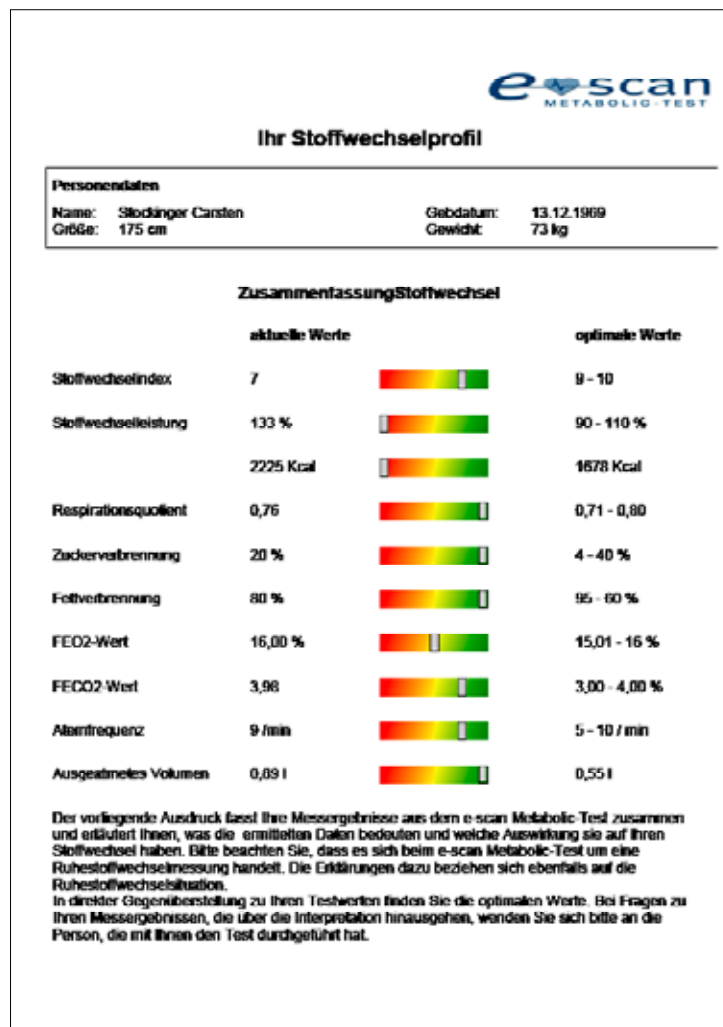 e scan
METABOLIC-TEST
Ihr Stoffwechselprofil
Personendaten
Name: Stockinger Carsten Gebdatum: 13.12.1969
Größe: 175 cm Gewicht: 73 kg
ZusammenfassungStoffwechsel
aktuelle Werte optimale Werte
Stoffwechselindex 7 9 - 10
Stoffwechselleistung 133 % 90 - 110 %
2225 Kcal 1678 Kcal
Respirationsquotient 0,76 0,71 - 0,80
Zuckerverbrennung 20 % 4 - 40 %
Fettverbrennung 80 % 95 - 60 %
FEO2-Wert 16,00 % 15,01 - 16 %
FECO2-Wert 3,98 3,00 - 4,00 %
Atemfrequenz 9 /min 5 - 10 / min
Ausgeatmetes Volumen 0,89 l 0,55 l
Der vorliegende Ausdruck fasst Ihre Messergebnisse aus dem e-scan Metabolic-Test zusammen
und erläutert Ihnen, was die ermittelten Daten bedeuten und welche Auswirkung sie auf Ihren
Stoffwechsel haben. Bitte beachten Sie, dass es sich beim e-scan Metabolic-Test um eine
Ruhestoffwechselmessung handelt. Die Erklärungen dazu beziehen sich ebenfalls auf die
Ruhestoffwechselsituation.
In direkter Gegenüberstellung zu Ihren Testwerten finden Sie die optimalen Werte. Bei Fragen zu
Ihren Messergebnissen, die über die Interpretation hinausgehen, wenden Sie sich bitte an die
Person, die mit Ihnen den Test durchgeführt hat.